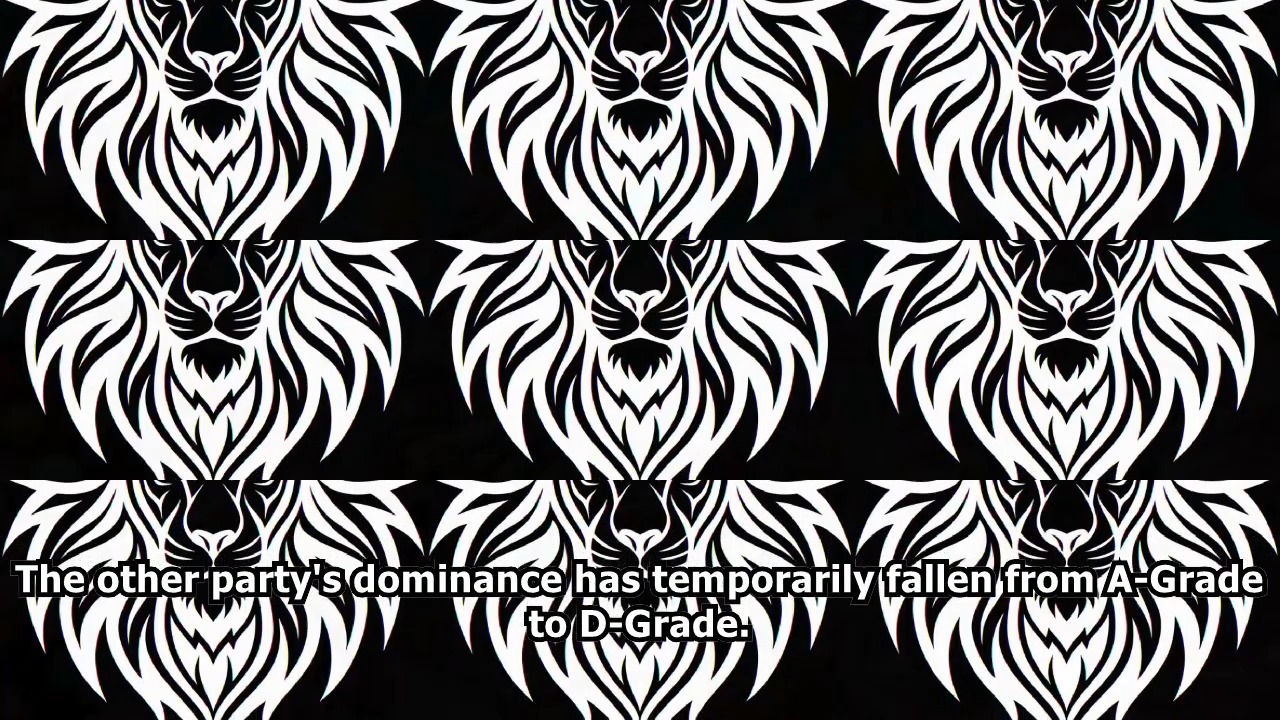 The other party's dominance has temporarily fallen from A-Grade
to D-Grade.